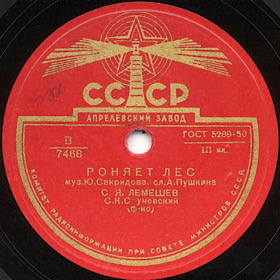 СССР
АПРЕЛЕВСКИЙ ЗАВОД
В
7468
ГОСТ 5289-50
III кл.
РОНЯЕТ ЛЕС
муз.Ю.Свиридова, сл.А.Пушкина
С. Я. ЛЕМЕШЕВ
С.К.С учевский
(ф-но)
КОМИТЕТ РАДИОИНФОРМАЦИИ ПРИ СОВЕТЕ МИНИСТРОВ СССР